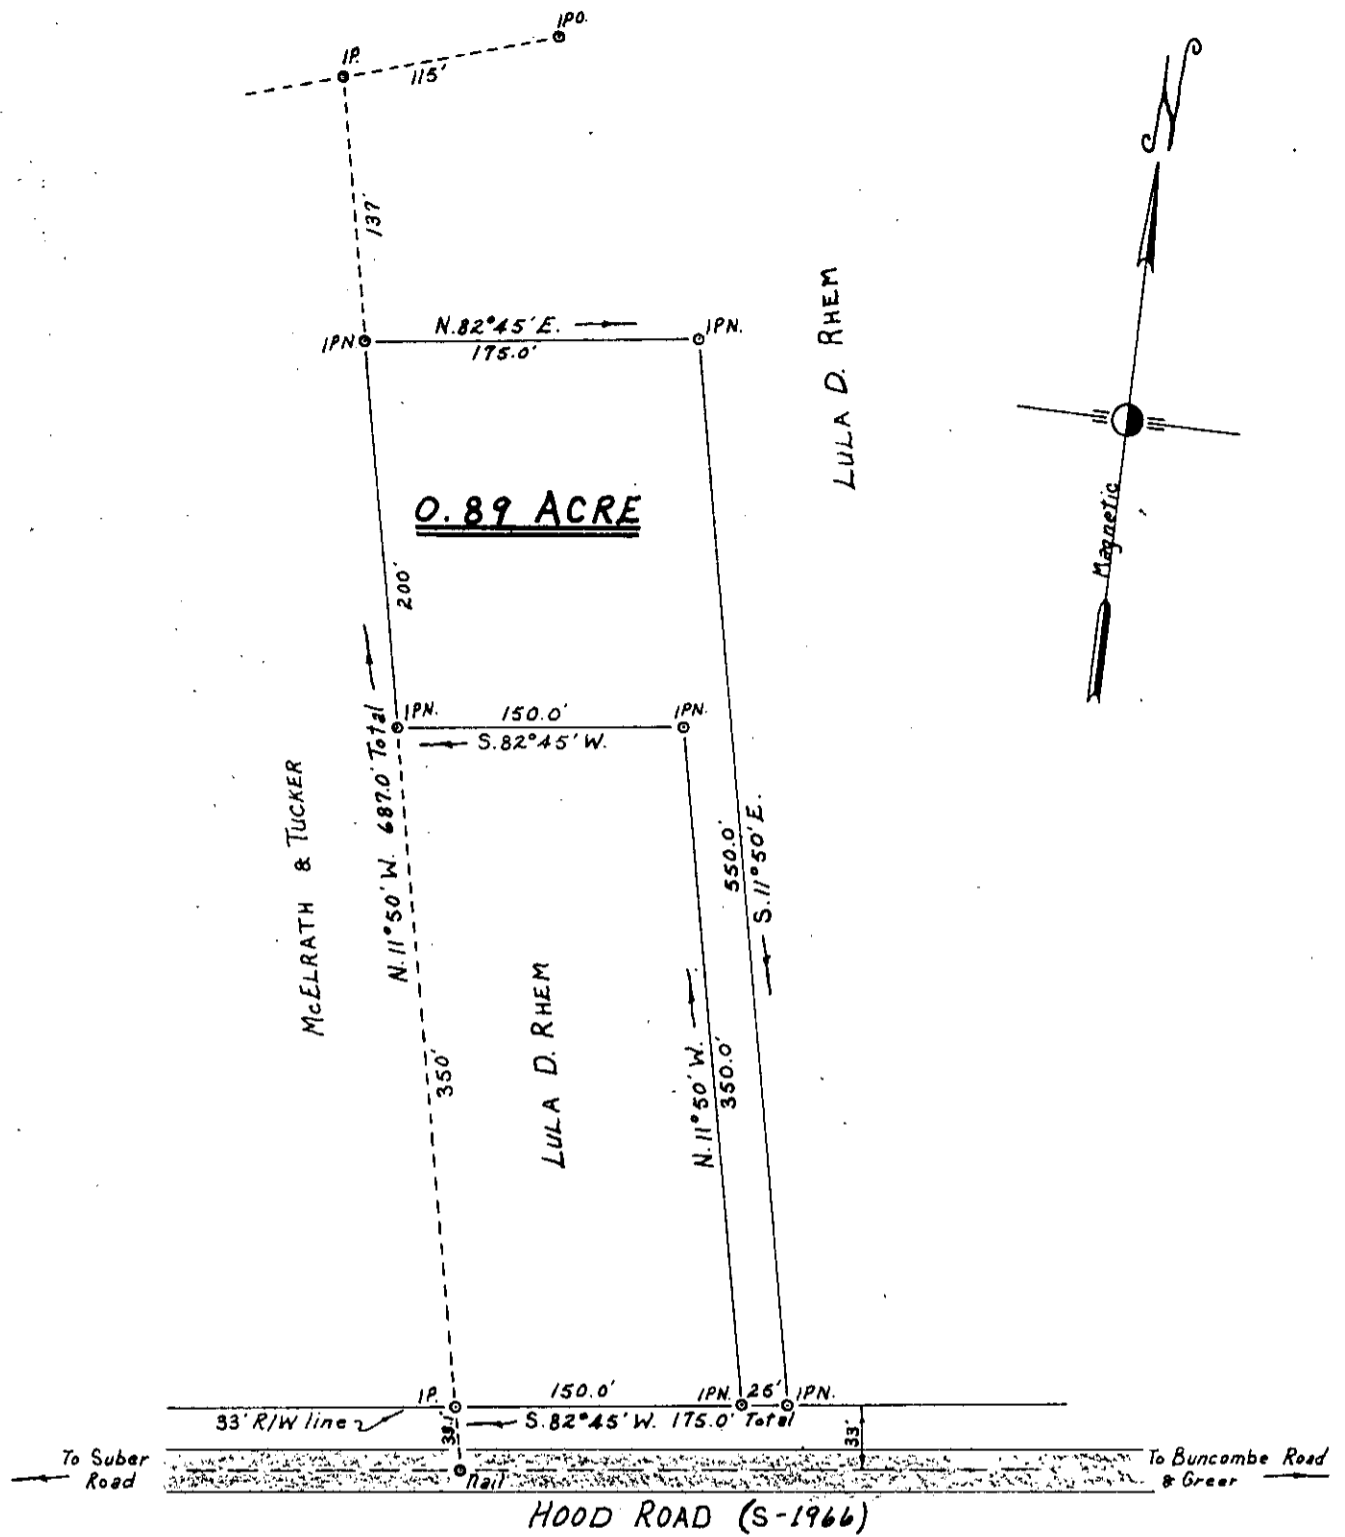 IPO.
IP.
115'
N
137'
N.82°45'E.
IPN.
IPN.
175.0'
LULA D. RHEM
0.89 ACRE
Magnetic
200'
IPN.
150.0'
IPN.
S.82°45'W.
N.11°50'W. 687.0' Total
McELRATH & TUCKER
550.0'
S.11°50'E.
350'
LULA D. RHEM
N.11°50'W.
350.0'
IP.
150.0'
IPN.
IPN.
33' R/W line
S.82°45'W. 175.0' Total
33'
To Suber
Road
nail
To Buncombe Road
& Greer
HOOD ROAD (S-1966)